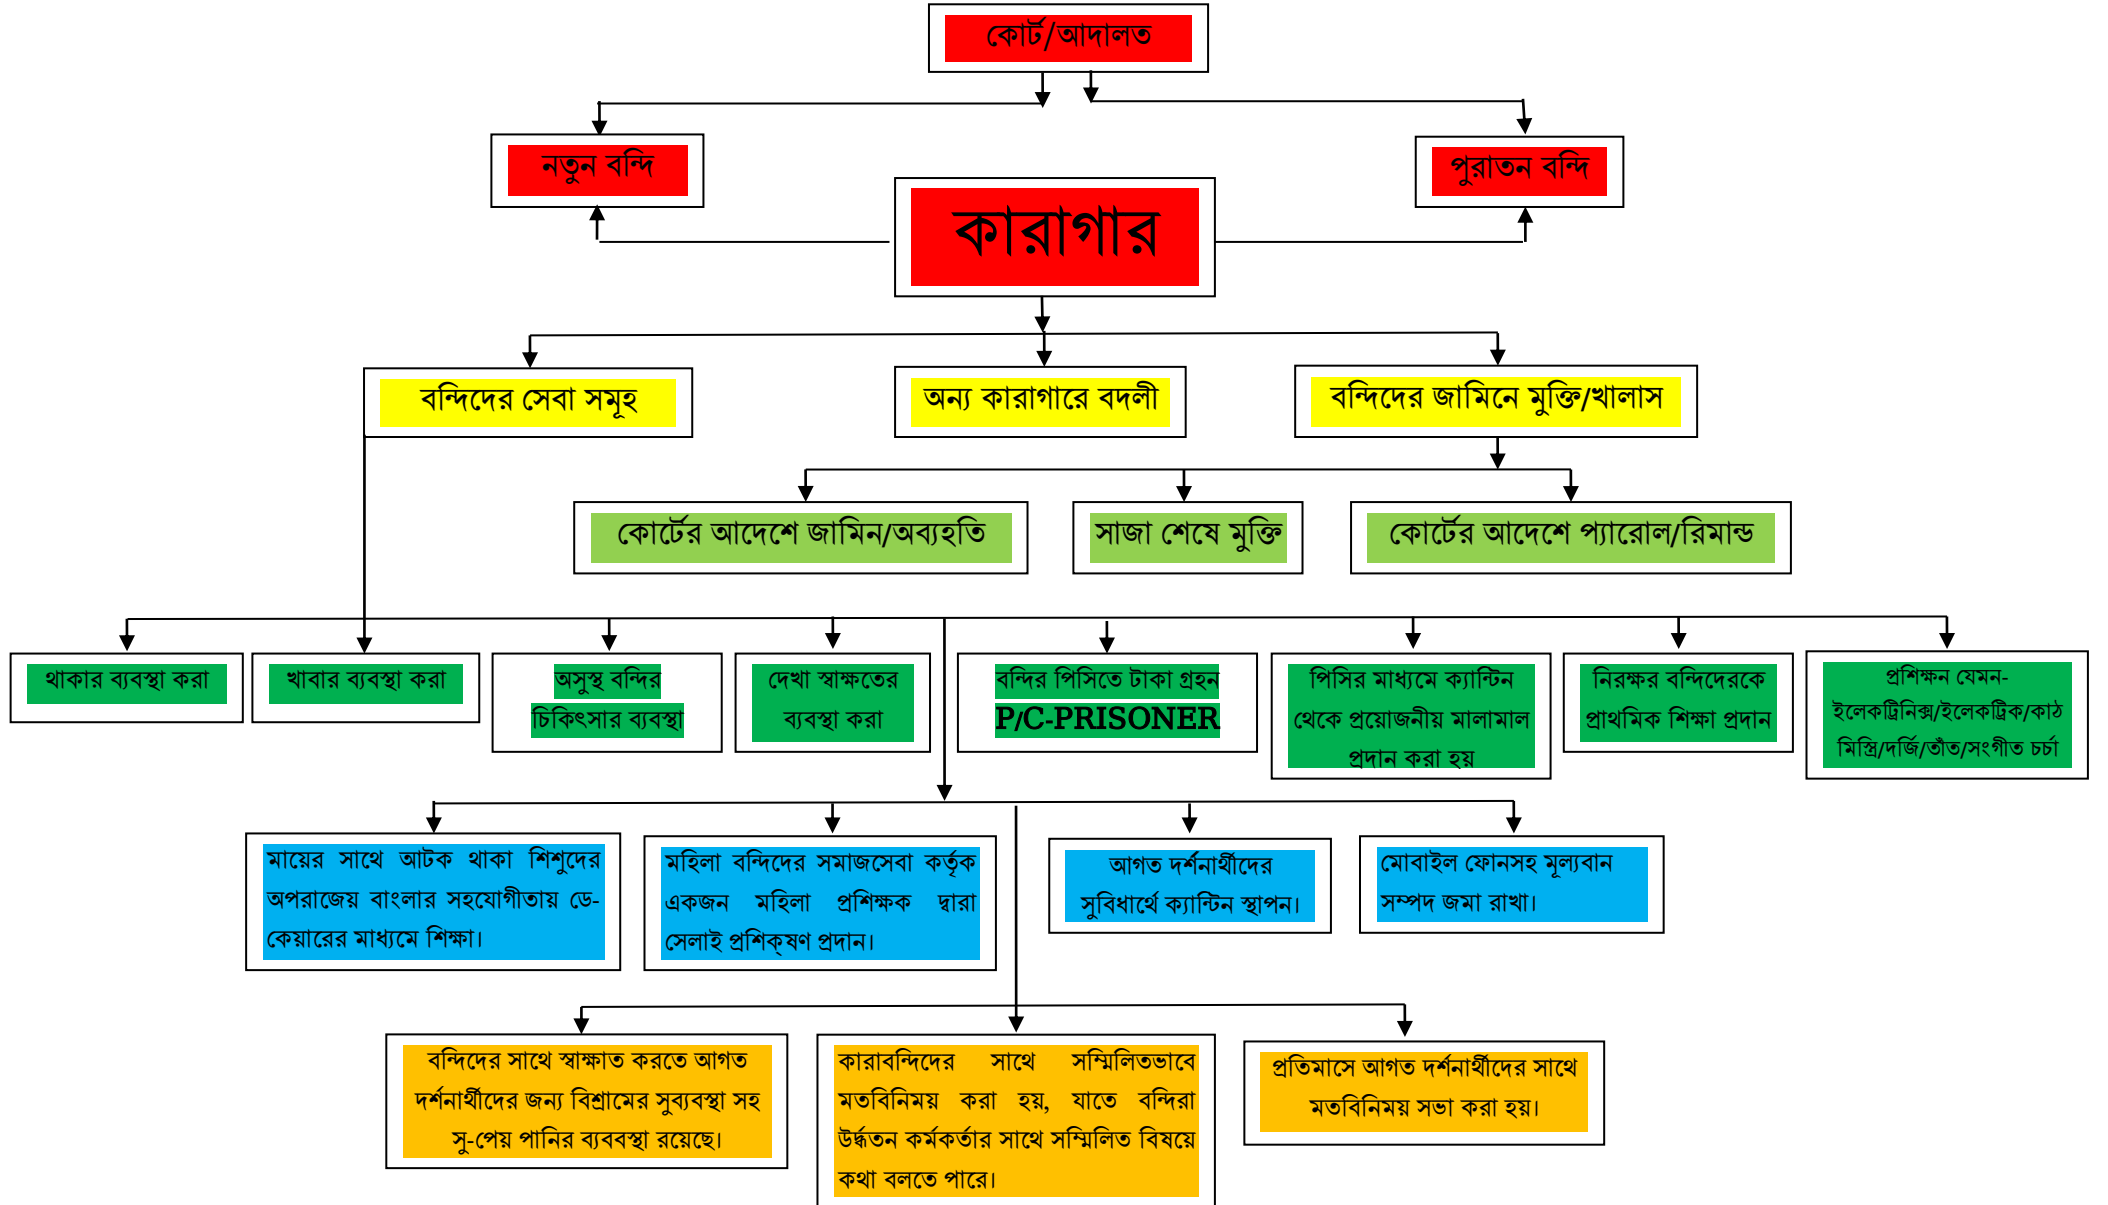 কোর্ট/আদালত
নতুন বন্দি
পুরাতন বন্দি
কারাগার
বন্দিদের সেবা সমূহ
অন্য কারাগারে বদলী
বন্দিদের জামিনে মুক্তি/খালাস
কোর্টের আদেশে জামিন/অব্যহতি
সাজা শেষে মুক্তি
কোর্টের আদেশে প্যারোল/রিমান্ড
থাকার ব্যবস্থা করা
খাবার ব্যবস্থা করা
অসুস্থ বন্দির
চিকিৎসার ব্যবস্থা
দেখা স্বাক্ষতের
ব্যবস্থা করা
বন্দির পিসিতে টাকা গ্রহন
P/C-PRISONER
পিসির মাধ্যমে ক্যান্টিন
থেকে প্রয়োজনীয় মালামাল
প্রদান করা হয়
নিরক্ষর বন্দিদেরকে
প্রাথমিক শিক্ষা প্রদান
প্রশিক্ষন যেমন-
ইলেকট্রিনিক্স/ইলেকট্রিক/কাঠ
মিস্ত্রি/দর্জি/তাঁত/সংগীত চর্চা
মায়ের সাথে আটক থাকা শিশুদের
অপরাজেয় বাংলার সহযোগীতায় ডে-
কেয়ারের মাধ্যমে শিক্ষা।
মহিলা বন্দিদের সমাজসেবা কর্তৃক
একজন মহিলা প্রশিক্ষক দ্বারা
সেলাই প্রশিক্‌ষণ প্রদান।
আগত দর্শনার্থীদের
সুবিধার্থে ক্যান্টিন স্থাপন।
মোবাইল ফোনসহ মূল্যবান
সম্পদ জমা রাখা।
বন্দিদের সাথে স্বাক্ষাত করতে আগত
দর্শনার্থীদের জন্য বিশ্রামের সুব্যবস্থা সহ
সু-পেয় পানির ব্যববস্থা রয়েছে।
কারাবন্দিদের সাথে সম্মিলিতভাবে
মতবিনিময় করা হয়, যাতে বন্দিরা
উর্দ্ধতন কর্মকর্তার সাথে সম্মিলিত বিষয়ে
কথা বলতে পারে।
প্রতিমাসে আগত দর্শনার্থীদের সাথে
মতবিনিময় সভা করা হয়।